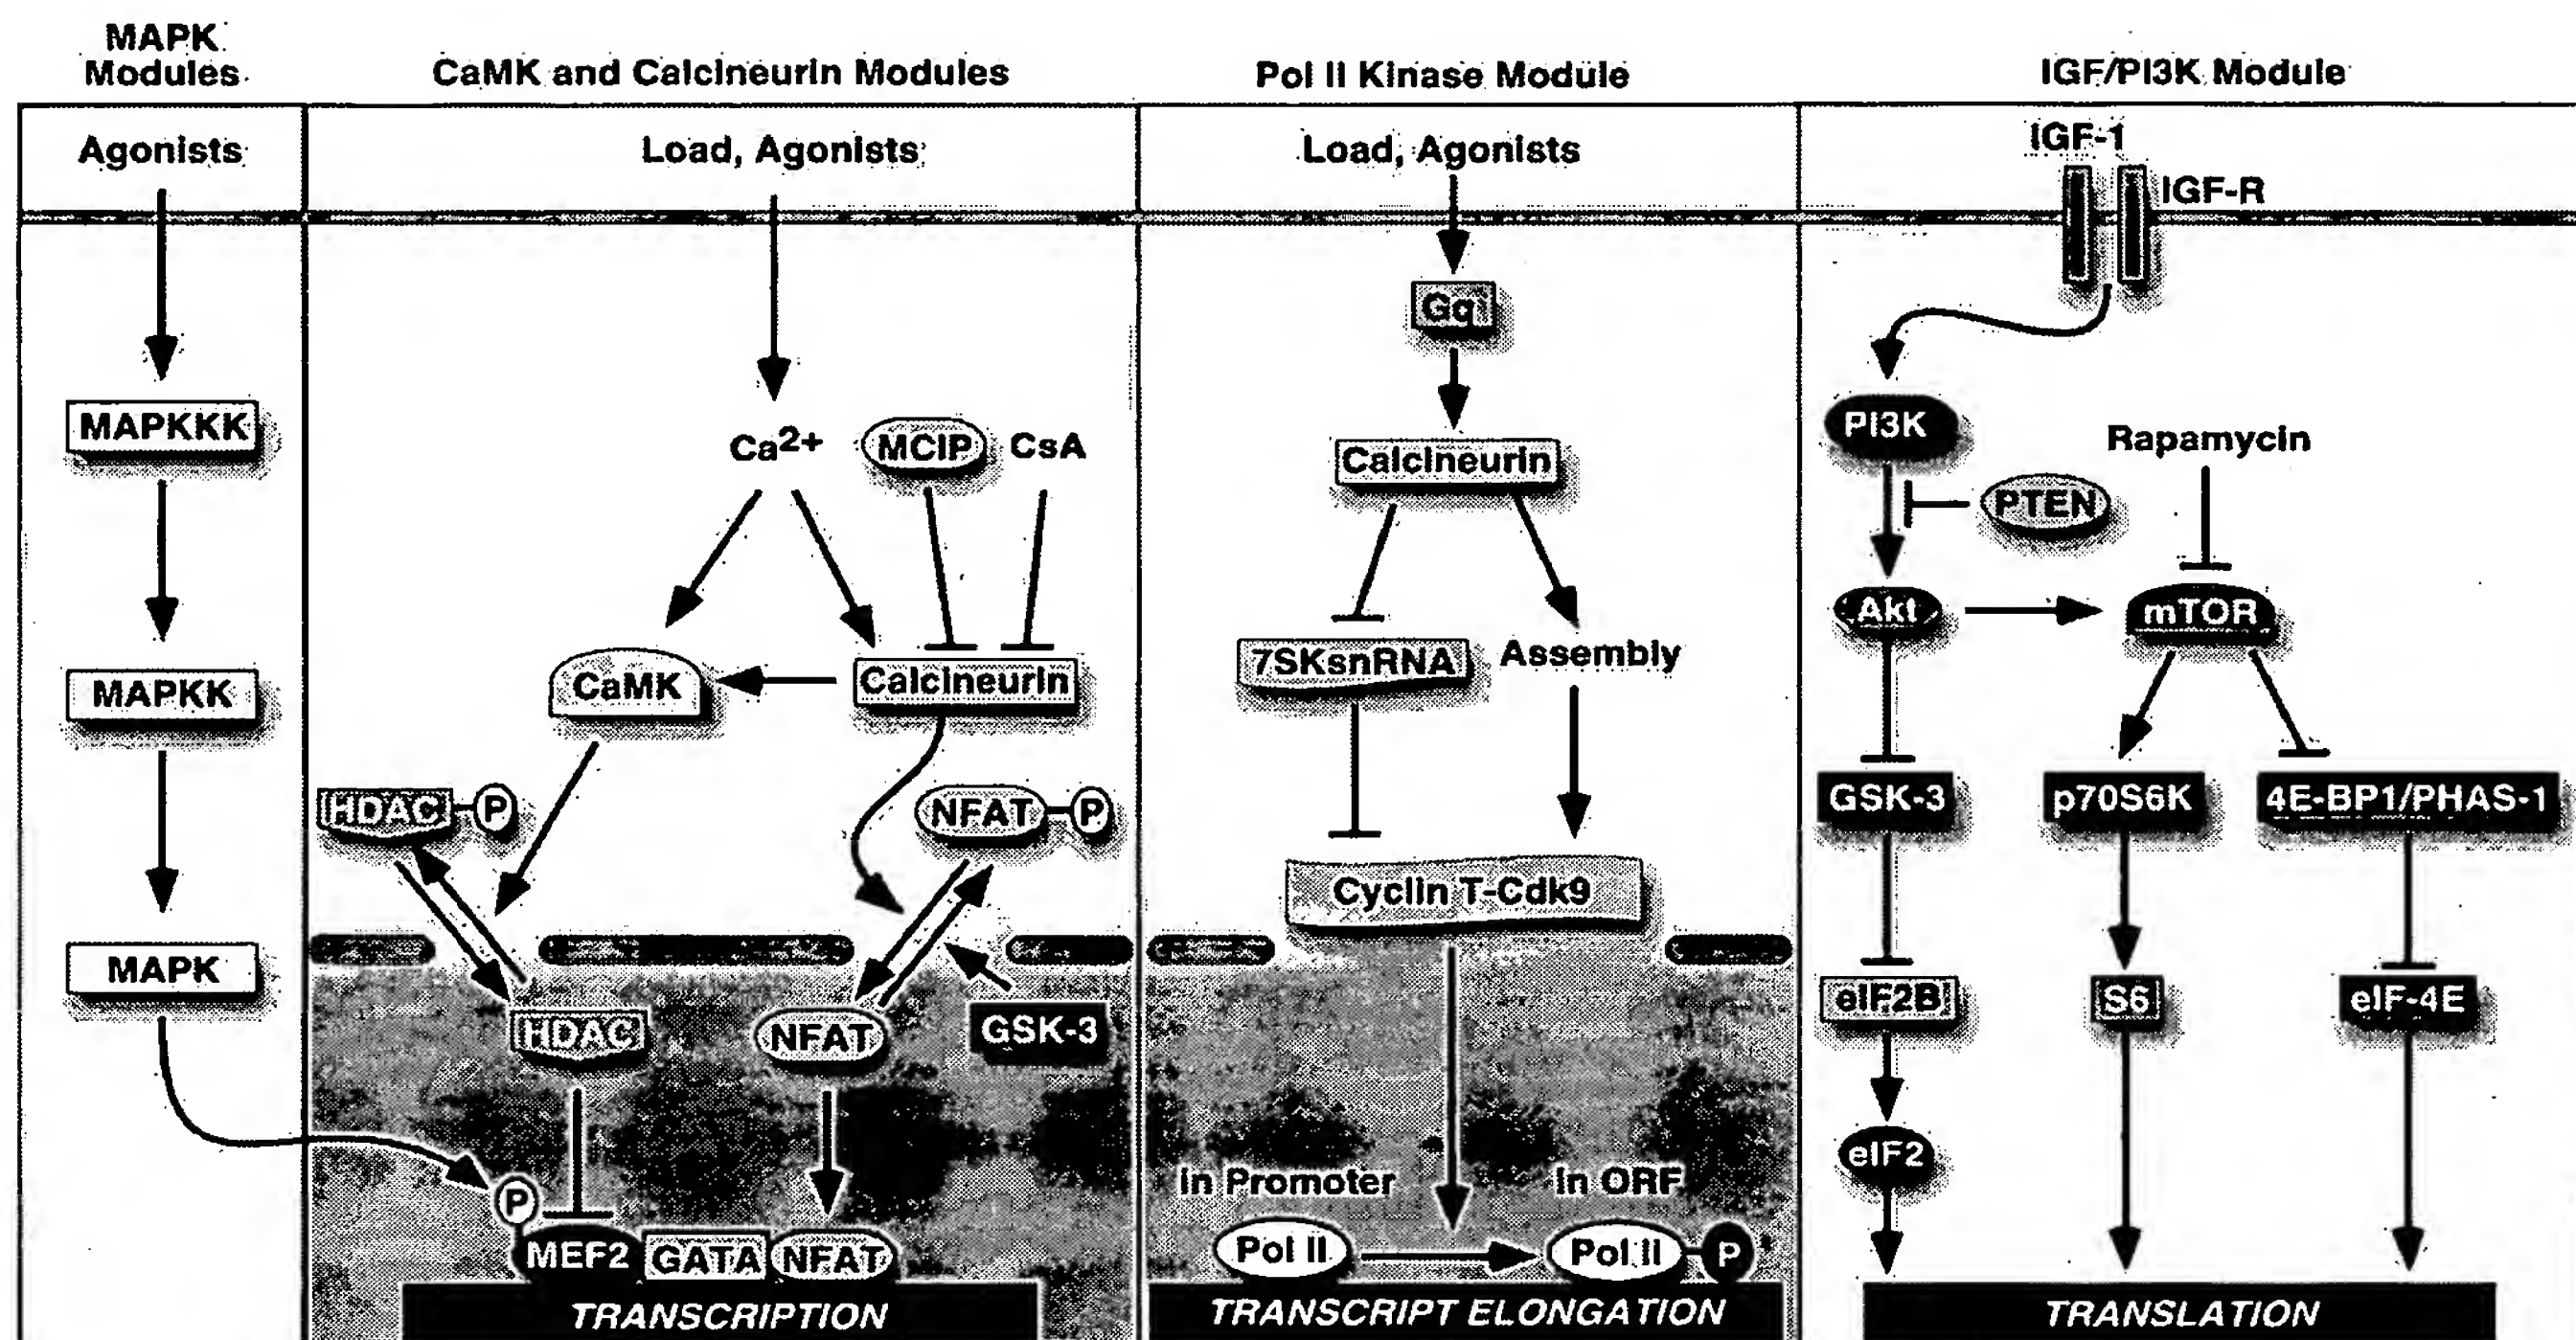 MAPK
Modules
CaMK and Calcineurin Modules
Pol II Kinase Module
IGF/PI3K Module
Agonists
Load, Agonists
Load, Agonists
IGF-1
IGF-R
Gq
MAPKKK
Ca2+
MCIP
CsA
Calcineurin
PI3K
Rapamycin
PTEN
MAPKK
CaMK
Calcineurin
7SKsnRNA
Assembly
Akt
mTOR
HDAC
P
NFAT
P
GSK-3
p70S6K
4E-BP1/PHAS-1
Cyclin T-Cdk9
MAPK
HDAC
NFAT
GSK-3
eIF2B
S6
eIF-4E
eIF2
In Promoter
In ORF
P
MEF2
GATA
NFAT
Pol II
Pol II
P
TRANSCRIPTION
TRANSCRIPT ELONGATION
TRANSLATION